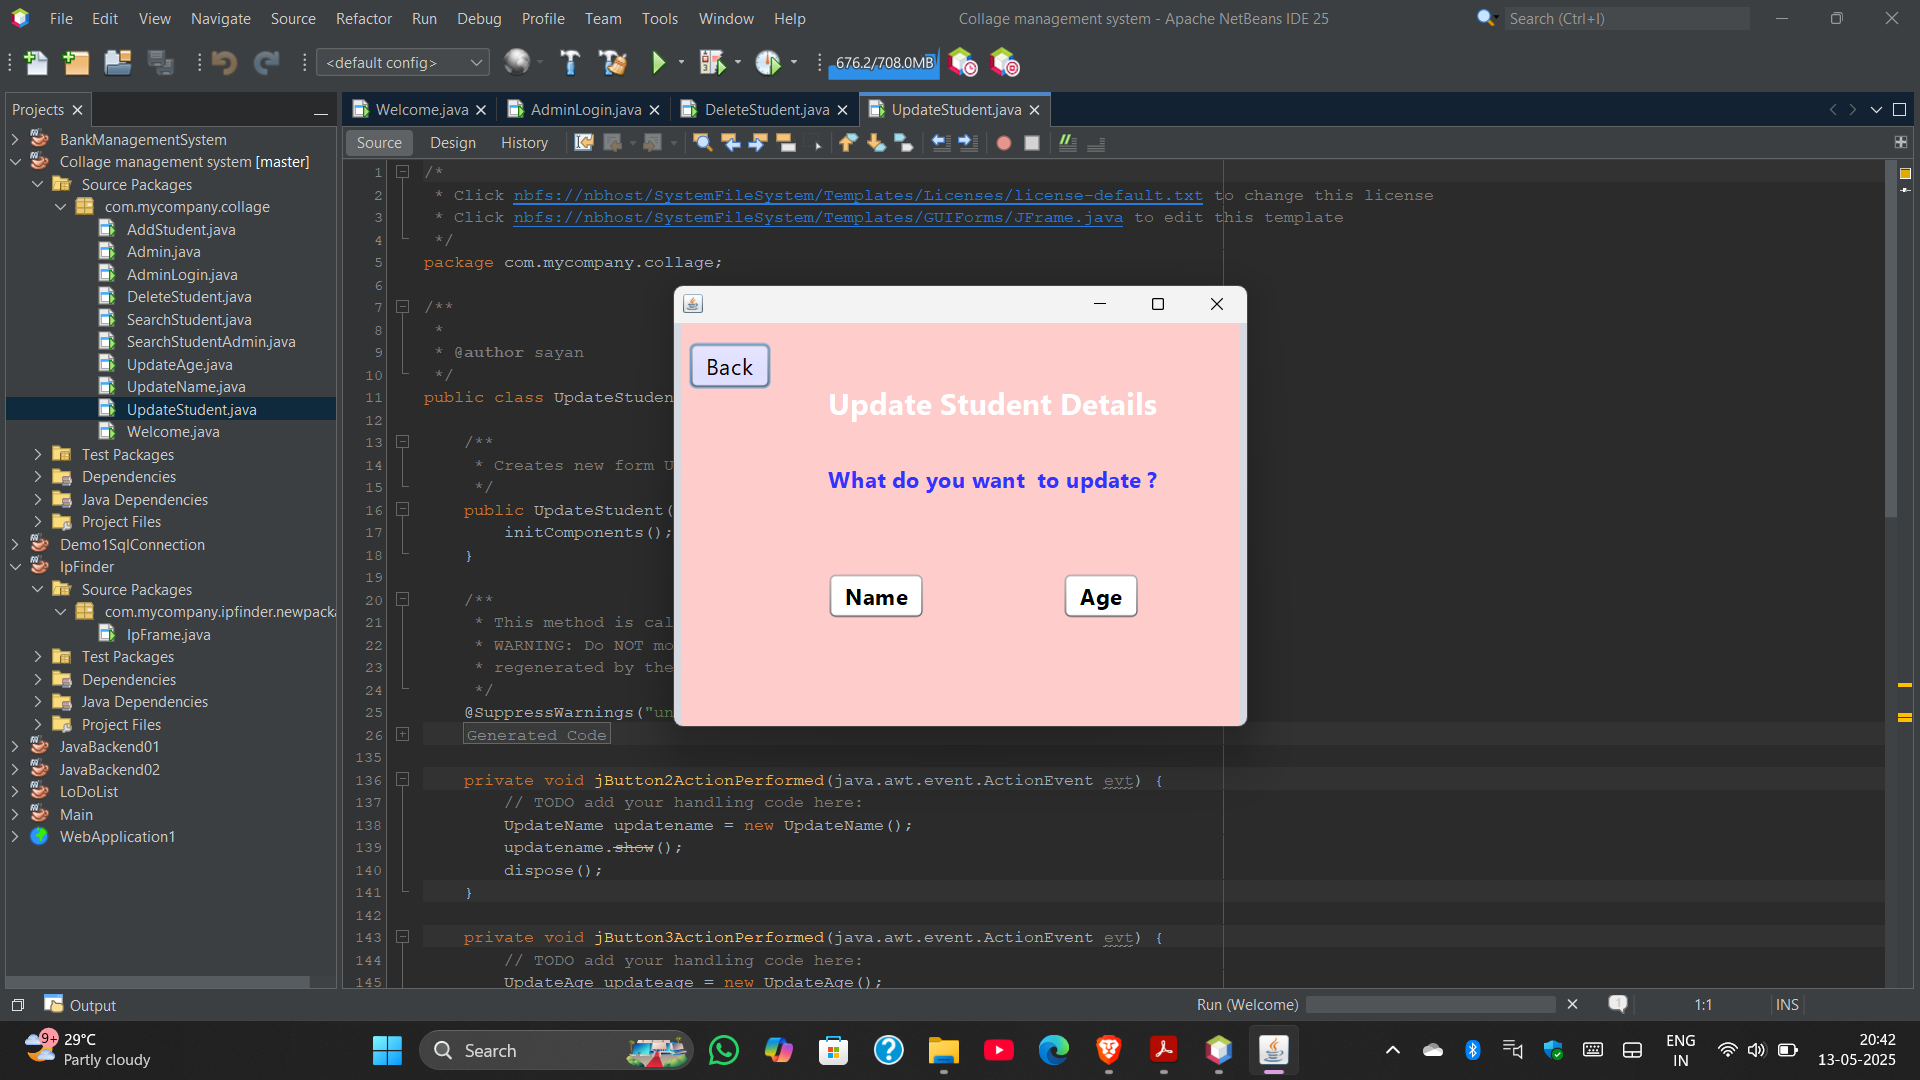 File Edit View Navigate Source Refactor Run Debug Profile Team Tools Window Help
Collage management system - Apache NetBeans IDE 25
Search (Ctrl+I)
<default config>
676.2/708.0MB
Projects
Welcome.java
AdminLogin.java
DeleteStudent.java
UpdateStudent.java
Source Design History
BankManagementSystem
Collage management system [master]
Source Packages
com.mycompany.collage
AddStudent.java
Admin.java
AdminLogin.java
DeleteStudent.java
SearchStudent.java
SearchStudentAdmin.java
UpdateAge.java
UpdateName.java
UpdateStudent.java
Welcome.java
Test Packages
Dependencies
Java Dependencies
Project Files
Demo1SqlConnection
IpFinder
Source Packages
com.mycompany.ipfinder.newpack
IpFrame.java
Test Packages
Dependencies
Java Dependencies
Project Files
JavaBackend01
JavaBackend02
LoDoList
Main
WebApplication1
1 /*
2 * Click nbfs://nbhost/SystemFileSystem/Templates/Licenses/license-default.txt to change this license
3 * Click nbfs://nbhost/SystemFileSystem/Templates/GUIForms/JFrame.java to edit this template
4 */
5 package com.mycompany.collage;
6
7 /**
8 *
9 * @author sayan
10 */
11 public class UpdateStuden
12
13 /**
14 * Creates new form U
15 */
16 public UpdateStudent(
17 initComponents();
18 }
19
20 /**
21 * This method is cal
22 * WARNING: Do NOT mo
23 * regenerated by the
24 */
25 @SuppressWarnings("un
26 Generated Code
135
136 private void jButton2ActionPerformed(java.awt.event.ActionEvent evt) {
137 // TODO add your handling code here:
138 UpdateName updatename = new UpdateName();
139 updatename.show();
140 dispose();
141 }
142
143 private void jButton3ActionPerformed(java.awt.event.ActionEvent evt) {
144 // TODO add your handling code here:
145 UpdateAge updateage = new UpdateAge();
Back
Update Student Details
What do you want  to update ?
Name
Age
Output
Run (Welcome)
1
1:1
INS
9+
29°C
Partly cloudy
Search
ENG
IN
20:42
13-05-2025